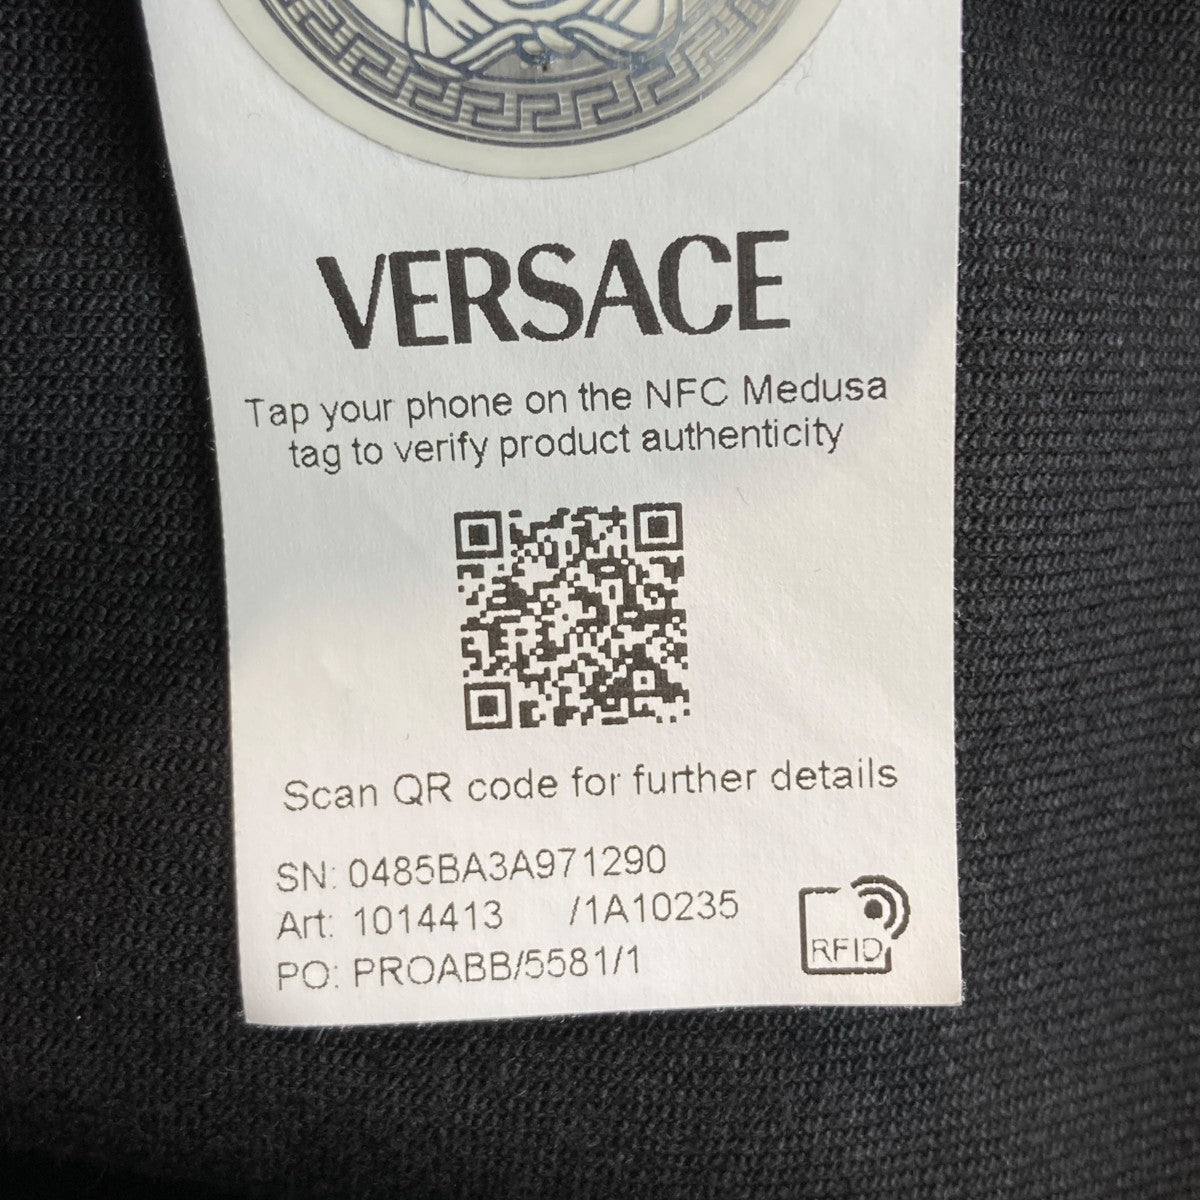 VERSACE
Tap your phone on the NFC Medusa
tag to verify product authenticity
Scan QR code for further details
SN: 0485BA3A971290
Art: 1014413 /1A10235
PO: PROABB/5581/1
RFID